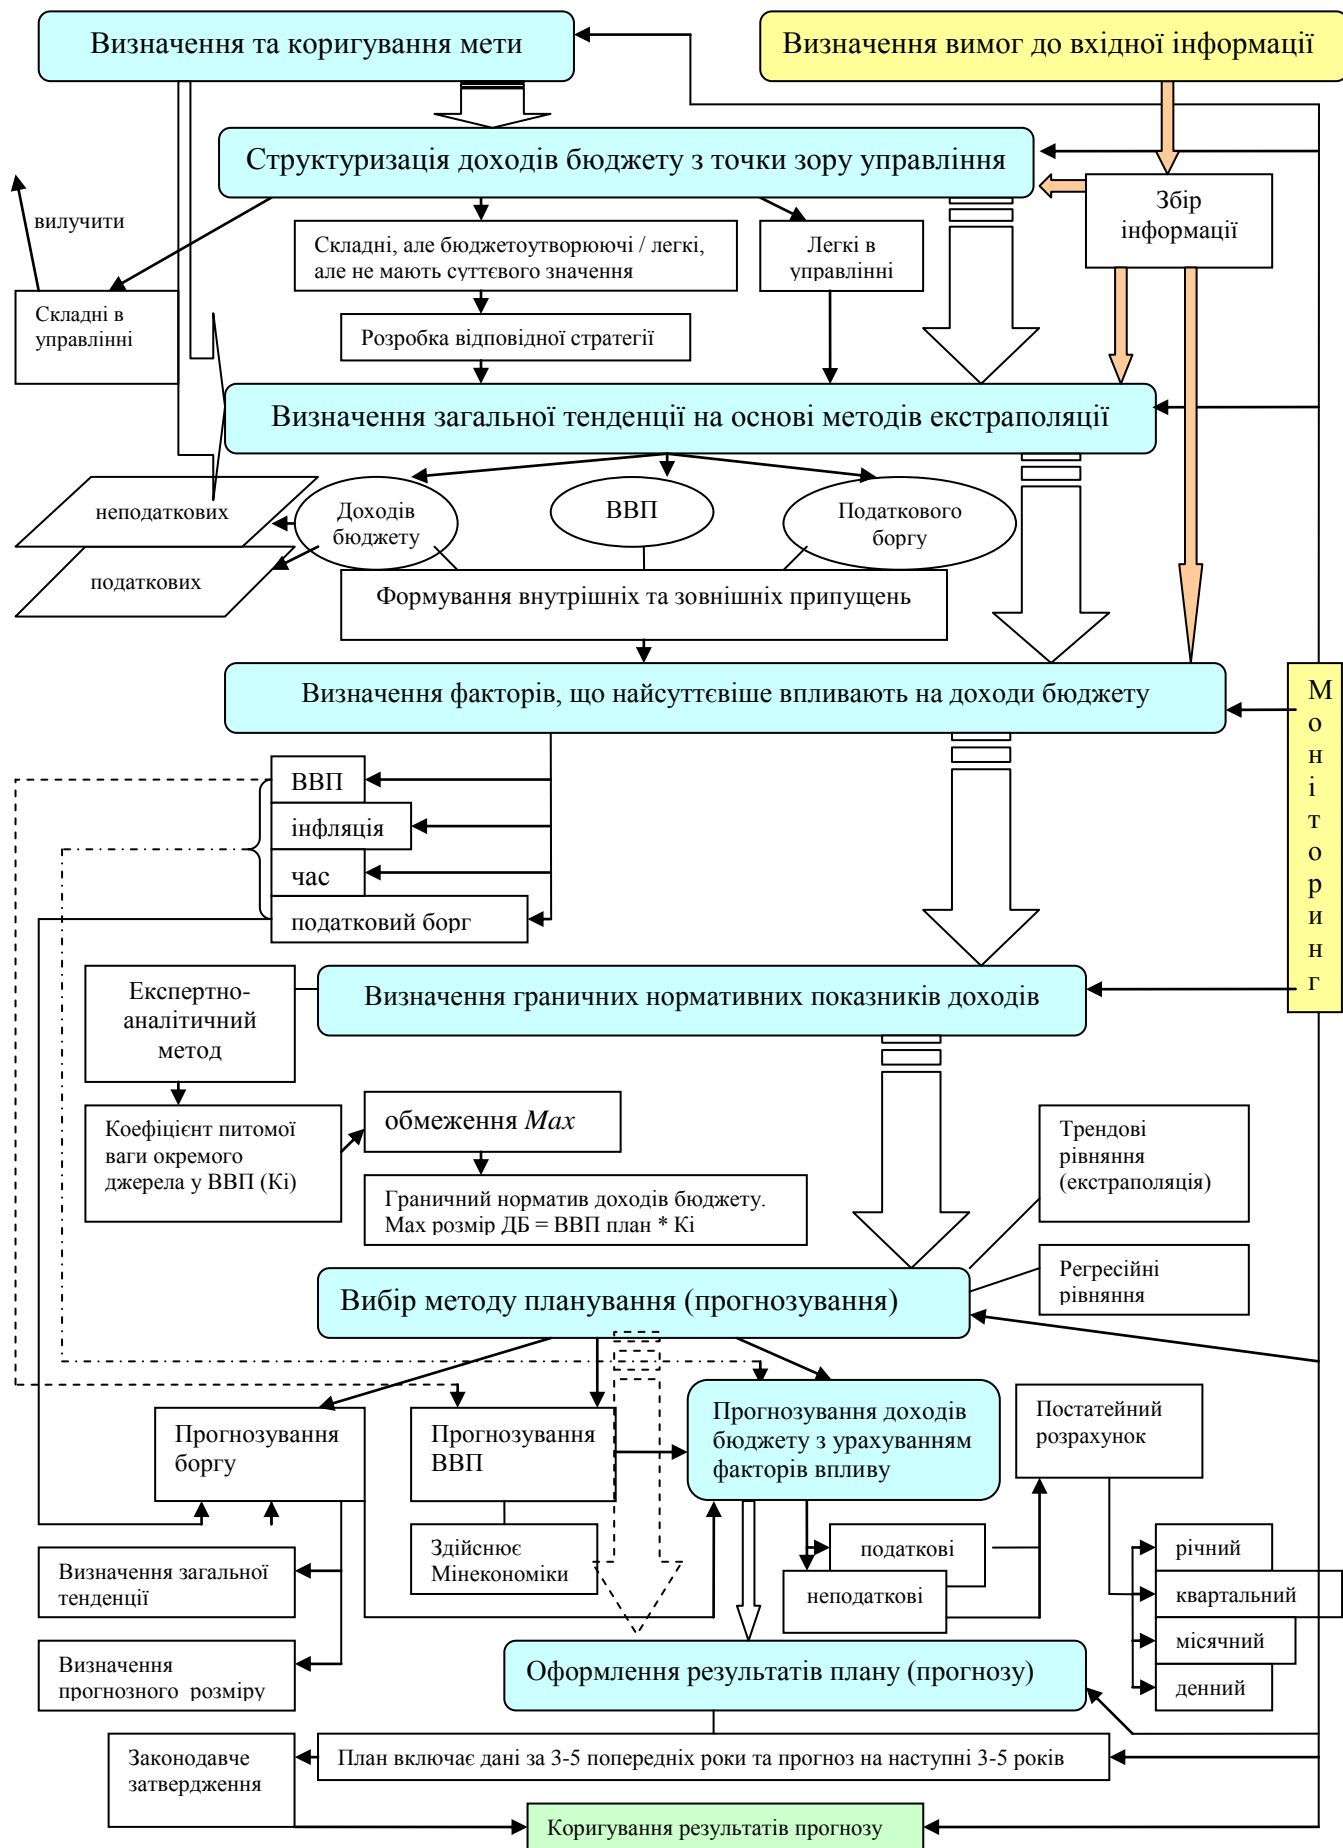 Визначення та коригування мети
Визначення вимог до вхідної інформації
Структуризація доходів бюджету з точки зору управління
Збір
інформації
вилучити
Складні, але бюджетоутворюючі / легкі,
але не мають суттєвого значення
Легкі в
управлінні
Складні в
управлінні
Розробка відповідної стратегії
Визначення загальної тенденції на основі методів екстраполяції
неподаткових
податкових
Доходів
бюджету
ВВП
Податкового
боргу
Формування внутрішніх та зовнішніх припущень
Визначення факторів, що найсуттєвіше впливають на доходи бюджету
М
о
н
і
т
о
р
и
н
г
ВВП
інфляція
час
податковий борг
Експертно-
аналітичний
метод
Визначення граничних нормативних показників доходів
Коефіцієнт питомої
ваги окремого
джерела у ВВП (Кі)
обмеження Max
Граничний норматив доходів бюджету.
Мах розмір ДБ = ВВП план * Кі
Трендові
рівняння
(екстраполяція)
Регресійні
рівняння
Вибір методу планування (прогнозування)
Прогнозування
боргу
Прогнозування
ВВП
Прогнозування доходів
бюджету з урахуванням
факторів впливу
Постатейний
розрахунок
Здійснює
Мінекономіки
податкові
неподаткові
річний
квартальний
місячний
денний
Визначення загальної
тенденції
Визначення
прогнозного розміру
Оформлення результатів плану (прогнозу)
Законодавче
затвердження
План включає дані за 3-5 попередніх роки та прогноз на наступні 3-5 років
Коригування результатів прогнозу